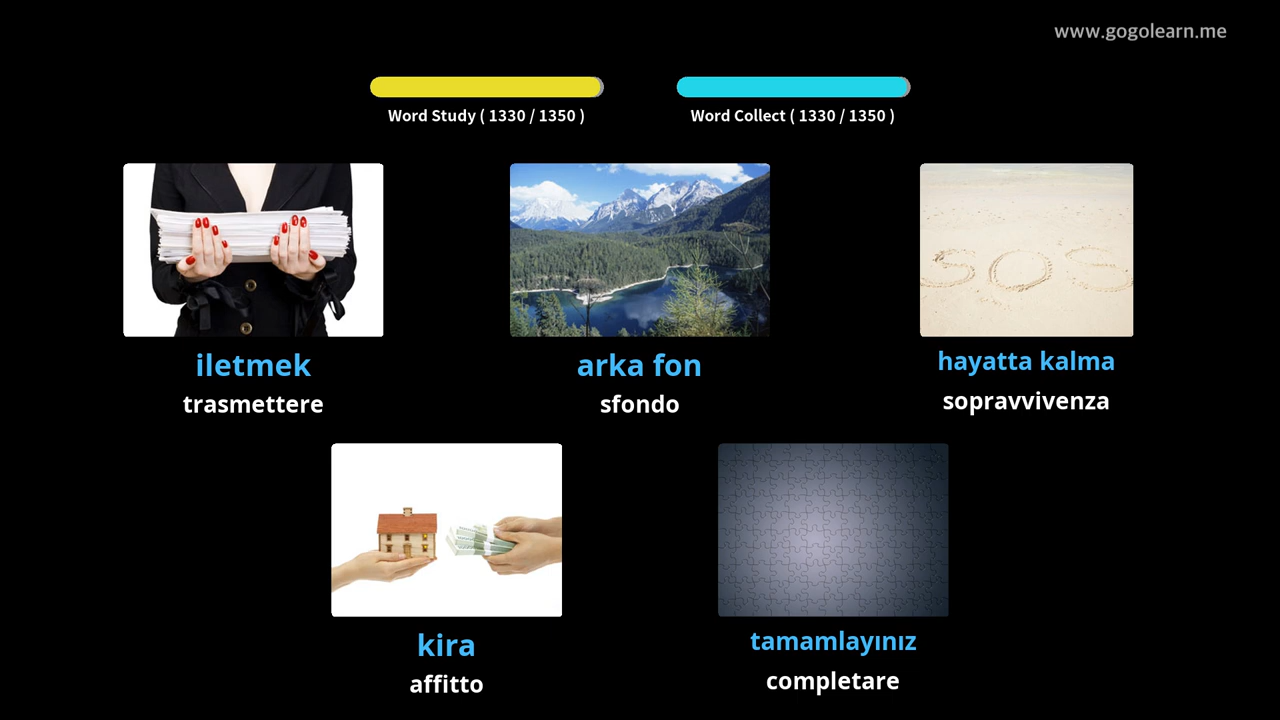 www.gogolearn.me
Word Study ( 1330 / 1350 )
Word Collect ( 1330 / 1350 )
iletmek
trasmettere
arka fon
sfondo
hayatta kalma
sopravvivenza
SOS
kira
affitto
tamamlayınız
completare